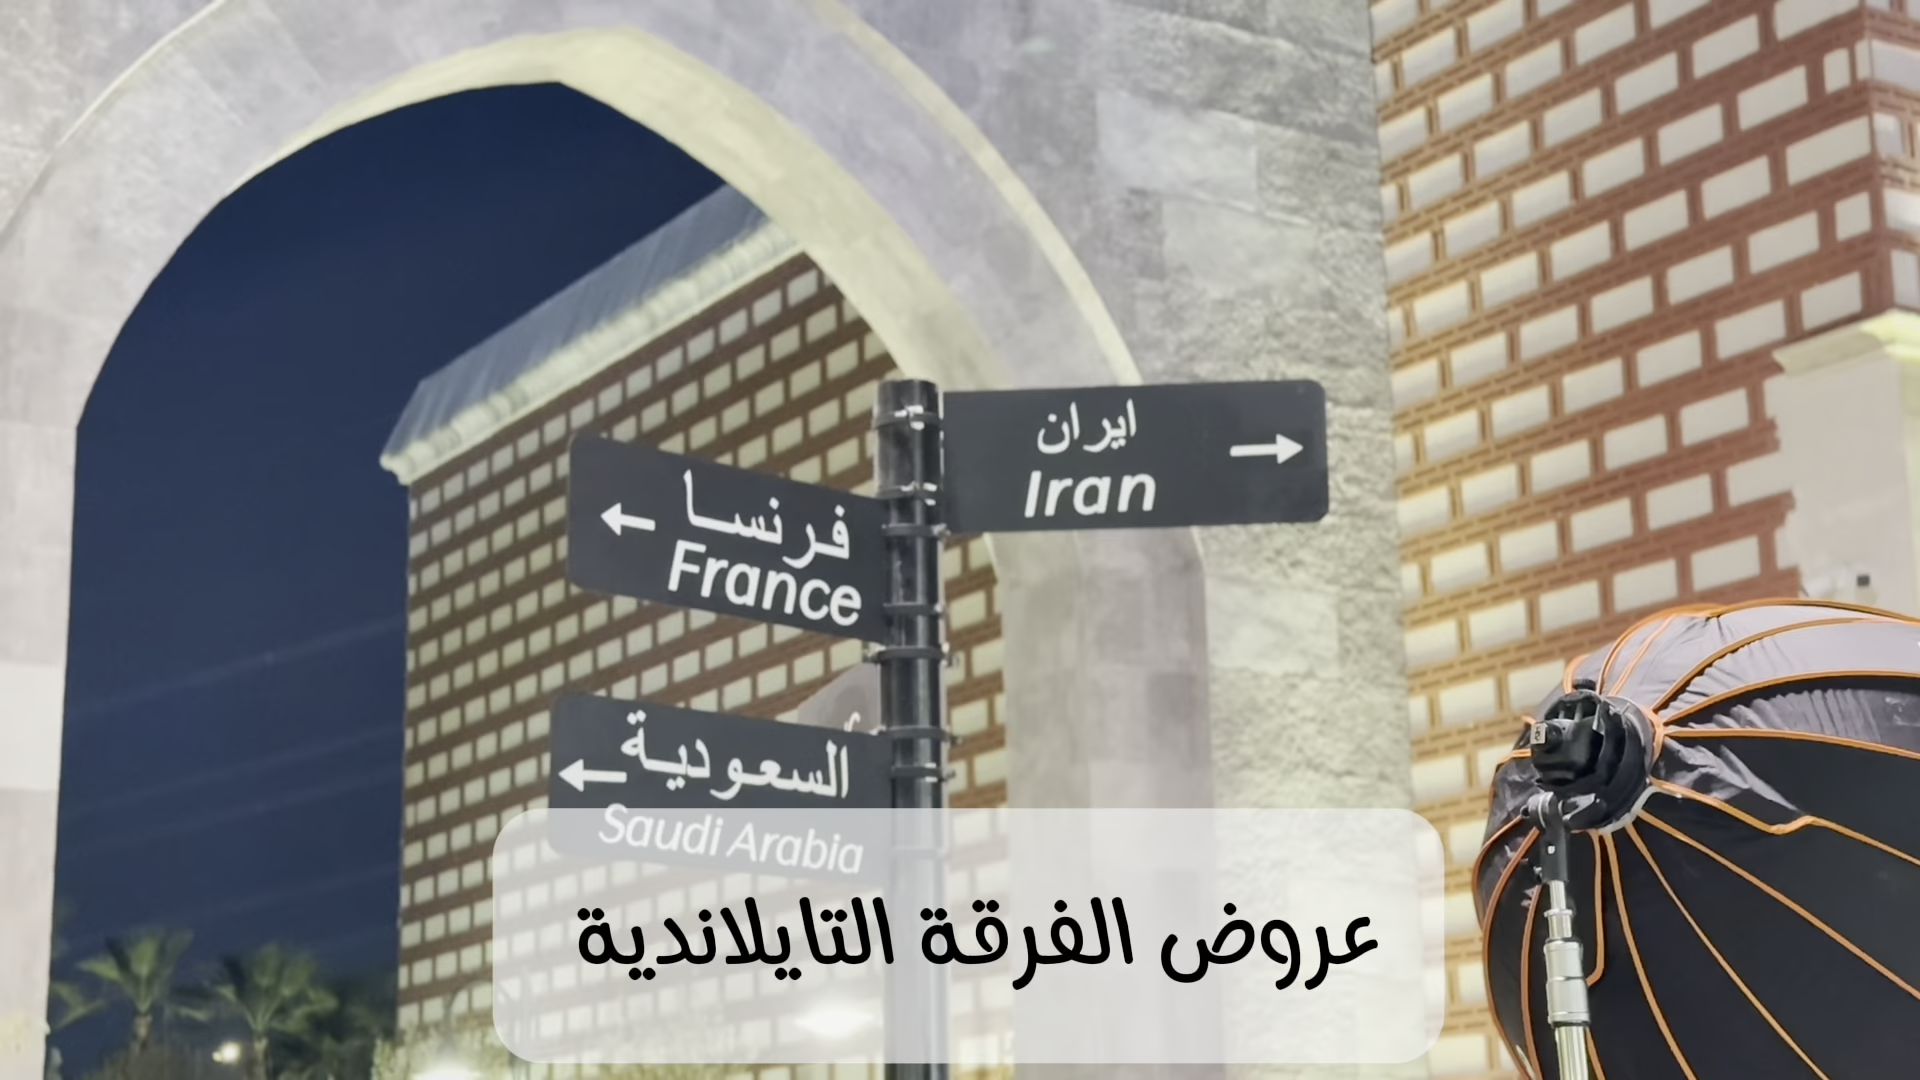 ايران
Iran
فرنسا
France
السعودية
Saudi Arabia
عروض الفرقة التايلاندية